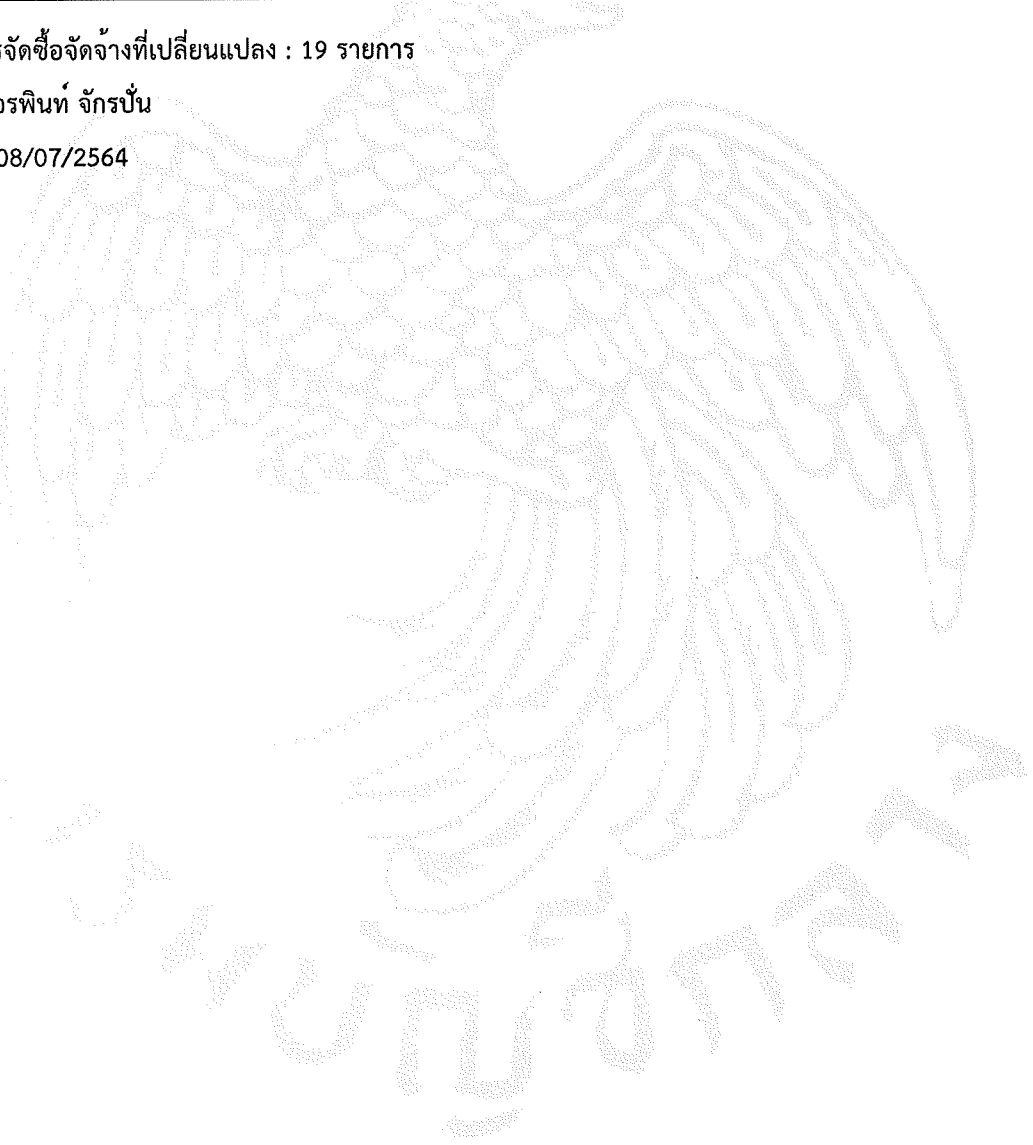 รจัดซื้อจัดจ้างที่เปลี่ยนแปลง : 19 รายการ
อรพินท์ จักรปั่น
08/07/2564